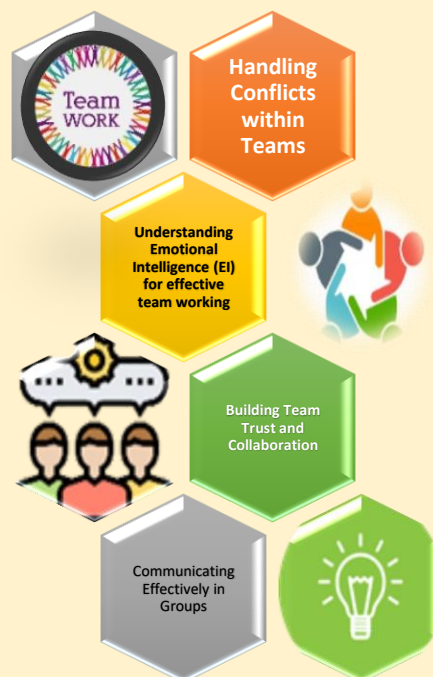 Team
WORK
Handling
Conflicts
within
Teams
Understanding
Emotional
Intelligence (EI)
for effective
team working
Building Team
Trust and
Collaboration
Communicating
Effectively in
Groups